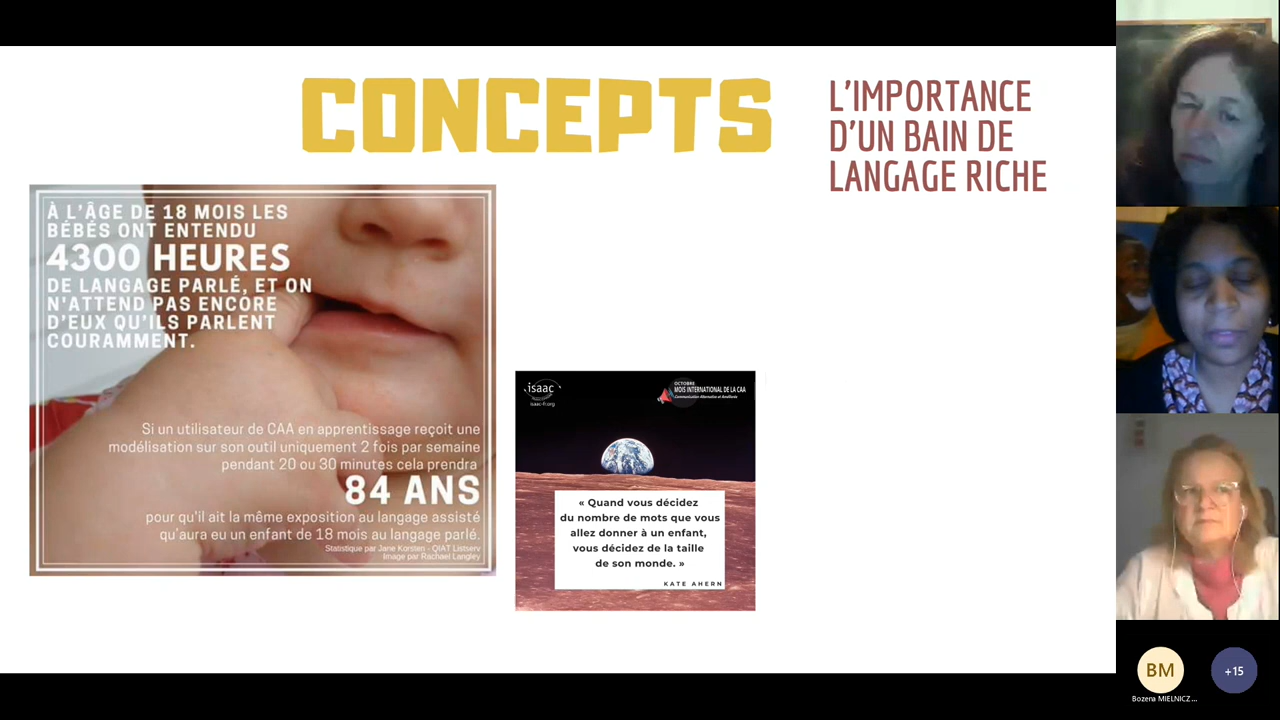 CONCEPTS
L'IMPORTANCE
D'UN BAIN DE
LANGAGE RICHE
À L'ÂGE DE 18 MOIS LES
BÉBÉS ONT ENTENDU
4300 HEURES
DE LANGAGE PARLÉ, ET ON
N'ATTEND PAS ENCORE
D'EUX QU'ILS PARLENT
COURAMMENT.
Si un utilisateur de CAA en apprentissage reçoit une
modélisation sur son outil uniquement 2 fois par semaine
pendant 20 ou 30 minutes cela prendra
84 ANS
pour qu'il ait la même exposition au langage assisté
qu'aura eu un enfant de 18 mois au langage parlé.
Statistique par Jane Korsten - QIAT Listserv
Image par Rachael Langley
isaac
isaac-fr.org
OCTOBRE
MOIS INTERNATIONAL DE LA CAA
Communication Alternative et Améliorée
« Quand vous décidez
du nombre de mots que vous
allez donner à un enfant,
vous décidez de la taille
de son monde. »
KATE AHERN
BM
+15
Bozena MIELNICZ...